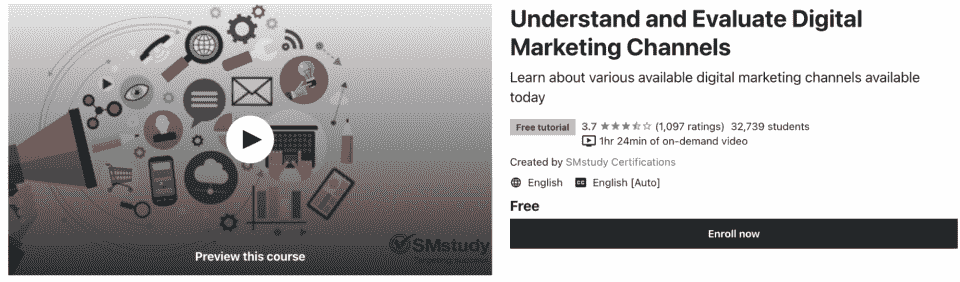 Understand and Evaluate Digital
Marketing Channels
Learn about various available digital marketing channels available
today
Free tutorial 3.7 (1,097 ratings) 32,739 students
1hr 24min of on-demand video
Created by SMstudy Certifications
English CC English [Auto]
Free
Enroll now
SMstudy
Preview this course